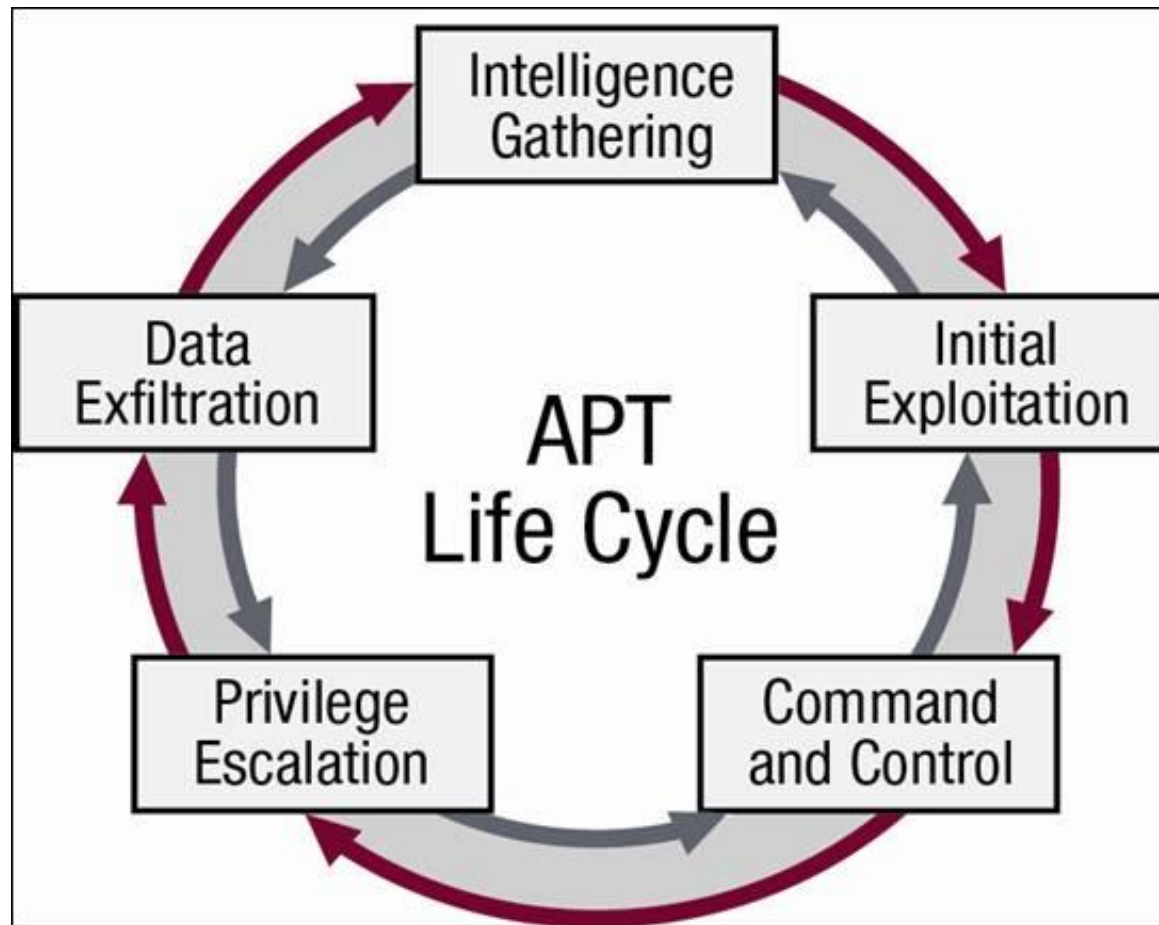 Intelligence
Gathering
Data
Exfiltration
Initial
Exploitation
APT
Life Cycle
Privilege
Escalation
Command
and Control